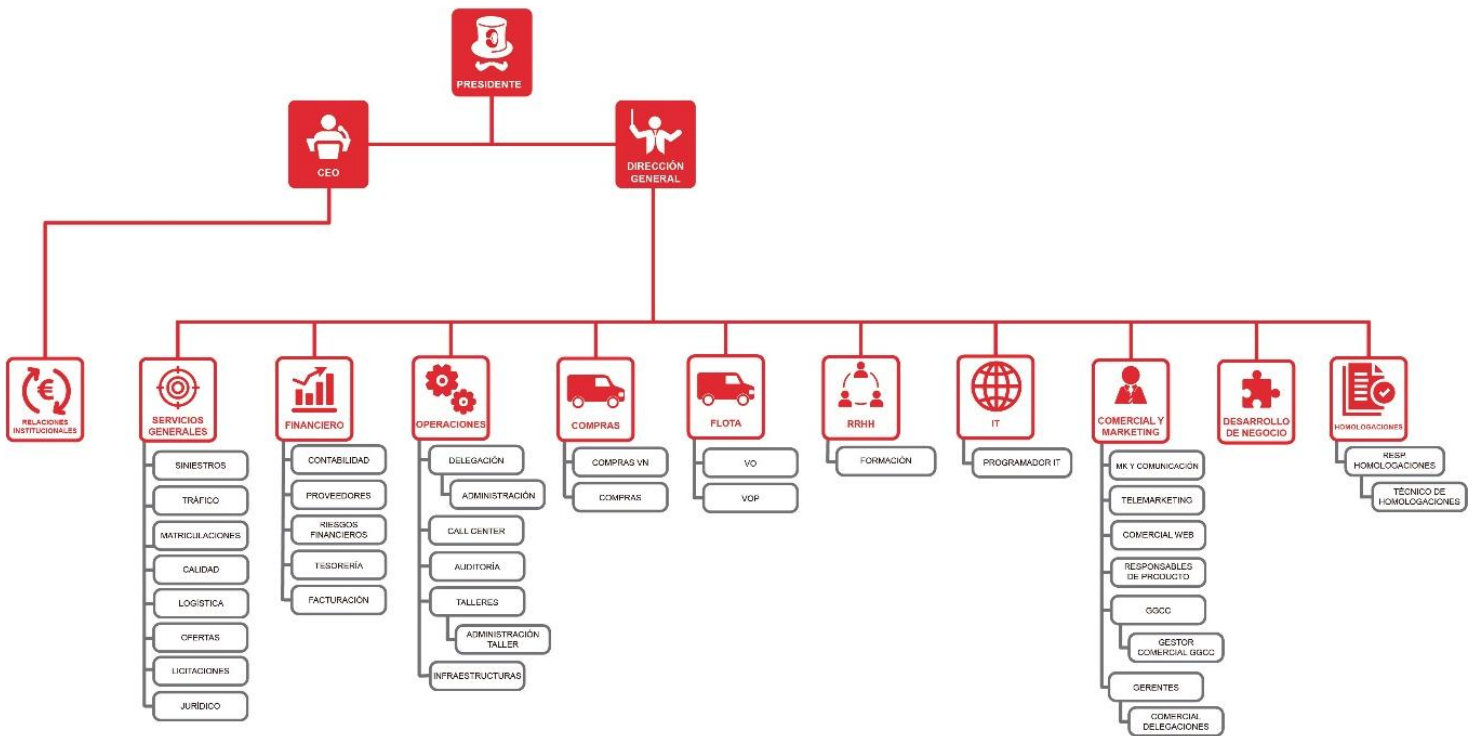 PRESIDENTE
CEO
DIRECCIÓN
GENERAL
€
RELACIONES
INSTITUCIONALES
SERVICIOS
GENERALES
SINIESTROS
TRÁFICO
MATRICULACIONES
CALIDAD
LOGÍSTICA
OFERTAS
LICITACIONES
JURÍDICO
FINANCIERO
CONTABILIDAD
PROVEEDORES
RIESGOS
FINANCIEROS
TESORERÍA
FACTURACIÓN
OPERACIONES
DELEGACIÓN
ADMINISTRACIÓN
CALL CENTER
AUDITORÍA
TALLERES
ADMINISTRACIÓN
TALLER
INFRAESTRUCTURAS
COMPRAS
COMPRAS VN
COMPRAS
FLOTA
VO
VOP
RRHH
FORMACIÓN
IT
PROGRAMADOR IT
COMERCIAL Y
MARKETING
MK Y COMUNICACIÓN
TELEMARKETING
COMERCIAL WEB
RESPONSABLES
DE PRODUCTO
GGCC
GESTOR
COMERCIAL GGCC
GERENTES
COMERCIAL
DELEGACIONES
DESARROLLO
DE NEGOCIO
HOMOLOGACIONES
RESP.
HOMOLOGACIONES
TÉCNICO DE
HOMOLOGACIONES